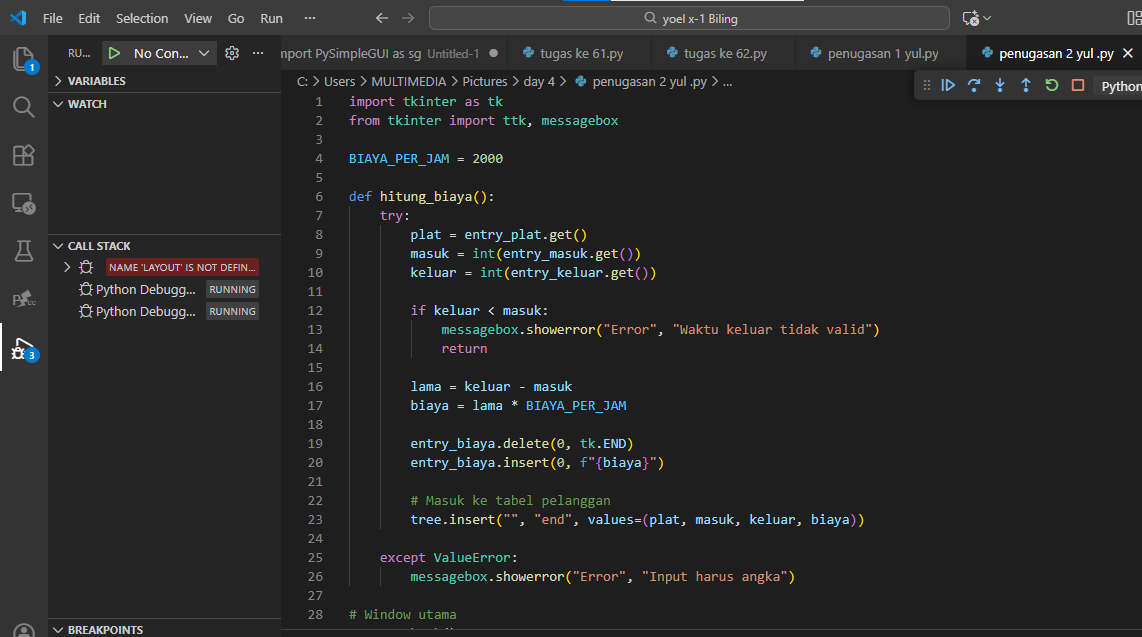 File Edit Selection View Go Run ··· yoel x-1 Biling
RU... No Con... ···
mport PySimpleGUI as sg Untitled-1 tugas ke 61.py tugas ke 62.py penugasan 1 yul.py penugasan 2 yul .py
C: > Users > MULTIMEDIA > Pictures > day 4 > penugasan 2 yul .py > ...
Python
1
VARIABLES
WATCH
CALL STACK
NAME 'LAYOUT' IS NOT DEFIN...
Python Debugg... RUNNING
Python Debugg... RUNNING
3
BREAKPOINTS
1 import tkinter as tk
2 from tkinter import ttk, messagebox
3
4 BIAYA_PER_JAM = 2000
5
6 def hitung_biaya():
7 try:
8 plat = entry_plat.get()
9 masuk = int(entry_masuk.get())
10 keluar = int(entry_keluar.get())
11
12 if keluar < masuk:
13 messagebox.showerror("Error", "Waktu keluar tidak valid")
14 return
15
16 lama = keluar - masuk
17 biaya = lama * BIAYA_PER_JAM
18
19 entry_biaya.delete(0, tk.END)
20 entry_biaya.insert(0, f"{biaya}")
21
22 # Masuk ke tabel pelanggan
23 tree.insert("", "end", values=(plat, masuk, keluar, biaya))
24
25 except ValueError:
26 messagebox.showerror("Error", "Input harus angka")
27
28 # Window utama